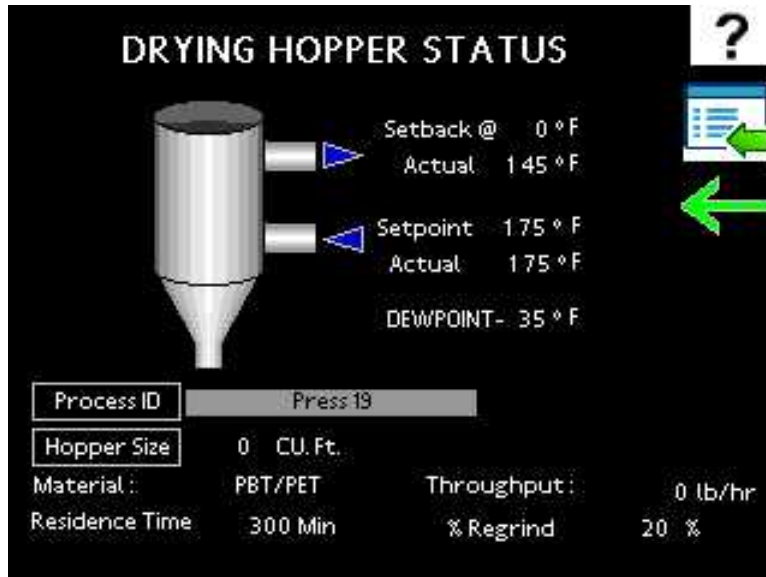 DRYING HOPPER STATUS
?
Setback @ 0 °F
Actual 145 °F
Setpoint 175 °F
Actual 175 °F
DEWPOINT- 35 °F
Process ID Press 19
Hopper Size 0 CU. Ft.
Material : PBT/PET Throughput : 0 lb/hr
Residence Time 300 Min % Regrind 20 %